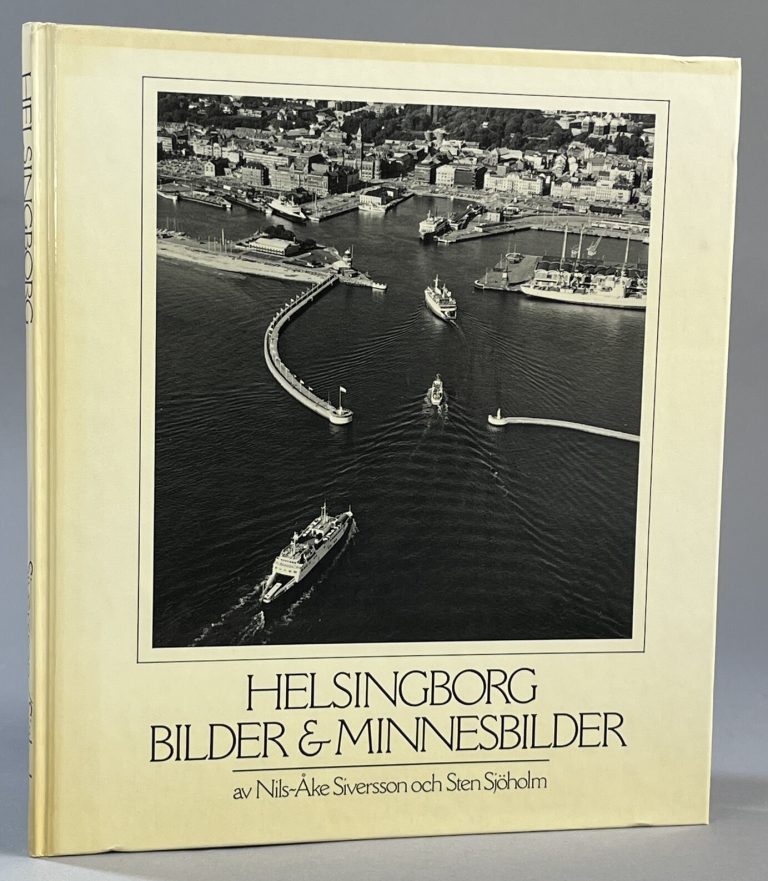 HELSINGBORG
HELSINGBORG
BILDER & MINNESBILDER
av Nils-Åke Siversson och Sten Sjöholm